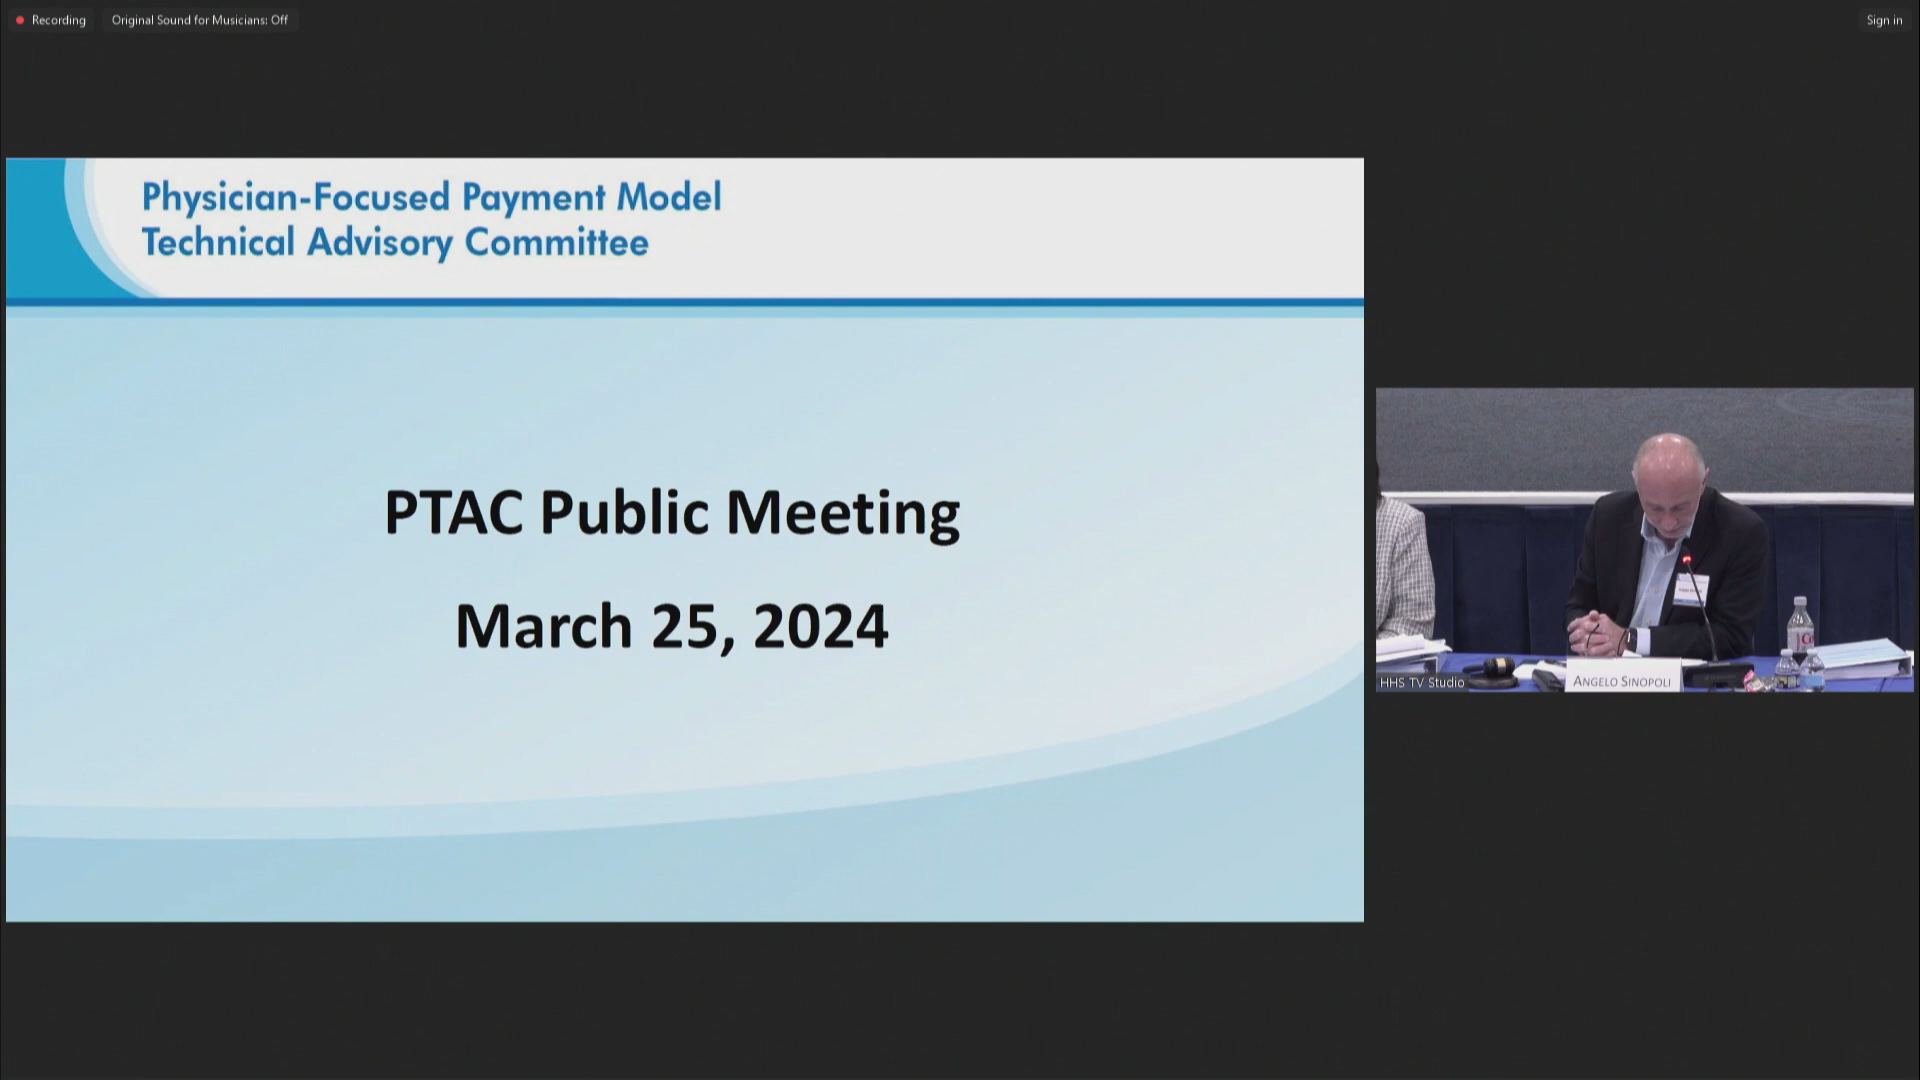 Recording
Original Sound for Musicians: Off
Sign in
Physician-Focused Payment Model
Technical Advisory Committee
PTAC Public Meeting
March 25, 2024
HHS TV Studio
ANGELO SINOPOLI